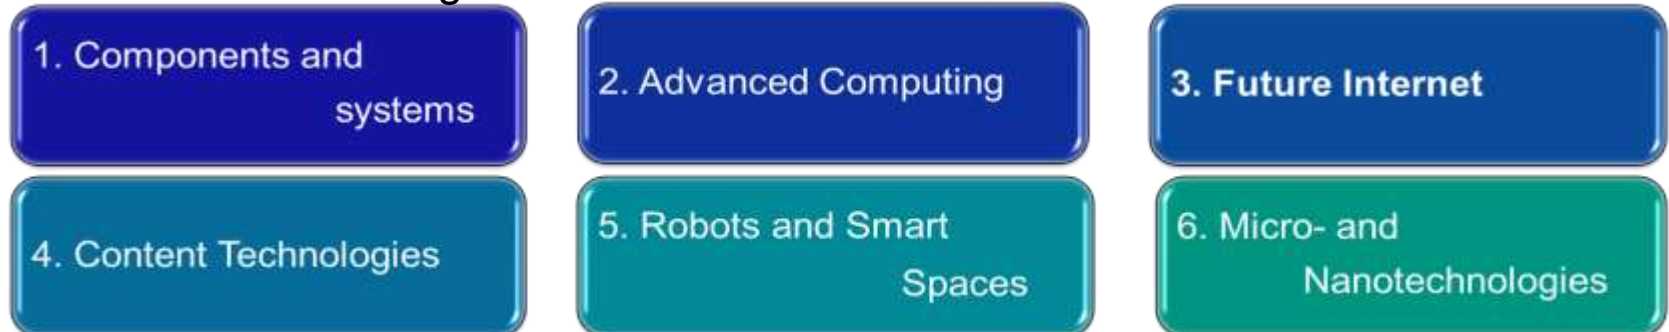 1. Components and
systems
2. Advanced Computing
3. Future Internet
4. Content Technologies
5. Robots and Smart
Spaces
6. Micro- and
Nanotechnologies